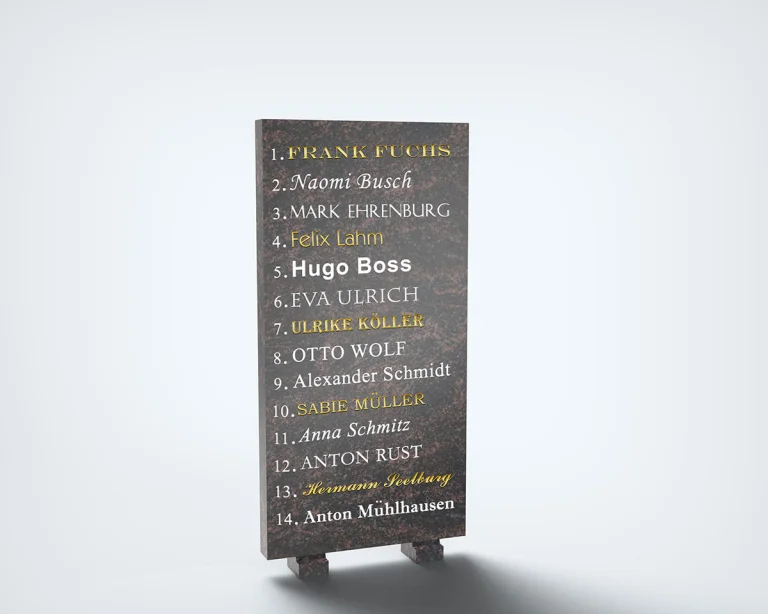 1. FRANK FUCHS
2. Naomi Busch
3. MARK EHRENBURG
4. Felix Lahm
5. Hugo Boss
6. EVA ULRICH
7. ULRIKE KÖLLER
8. OTTO WOLF
9. Alexander Schmidt
10. SABIE MÜLLER
11. Anna Schmitz
12. ANTON RUST
13. Hermann Seelburg
14. Anton Mühlhausen